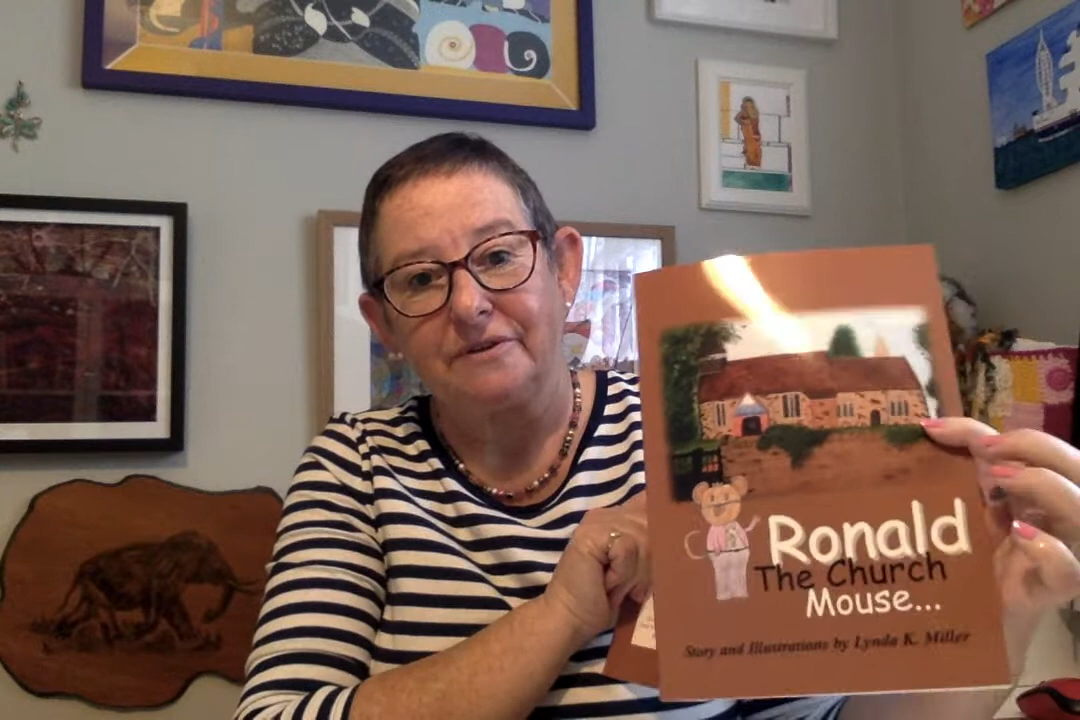 Ronald
The Church
Mouse...
Story and Illustrations by Lynda K. Miller